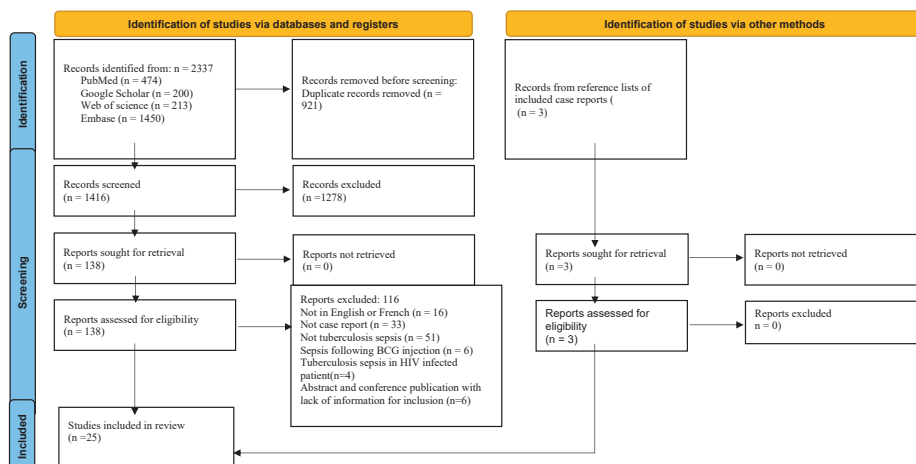 Identification of studies via databases and registers
Identification of studies via other methods
Identification
Records identified from: n = 2337
PubMed (n = 474)
Google Scholar (n = 200)
Web of science (n = 213)
Embase (n = 1450)
Records removed before screening:
Duplicate records removed (n =
921)
Records from reference lists of
included case reports (
(n = 3)
Screening
Records screened
(n = 1416)
Records excluded
(n =1278)
Reports sought for retrieval
(n = 138)
Reports not retrieved
(n = 0)
Reports sought for retrieval
(n =3)
Reports not retrieved
(n = 0)
Reports assessed for eligibility
(n = 138)
Reports excluded: 116
Not in English or French (n = 16)
Not case report (n = 33)
Not tuberculosis sepsis (n = 51)
Sepsis following BCG injection (n = 6)
Tuberculosis sepsis in HIV infected
patient(n=4)
Abstract and conference publication with
lack of information for inclusion (n=6)
Reports assessed for
eligibility
(n = 3)
Reports excluded
n = 0)
Included
Studies included in review
(n =25)